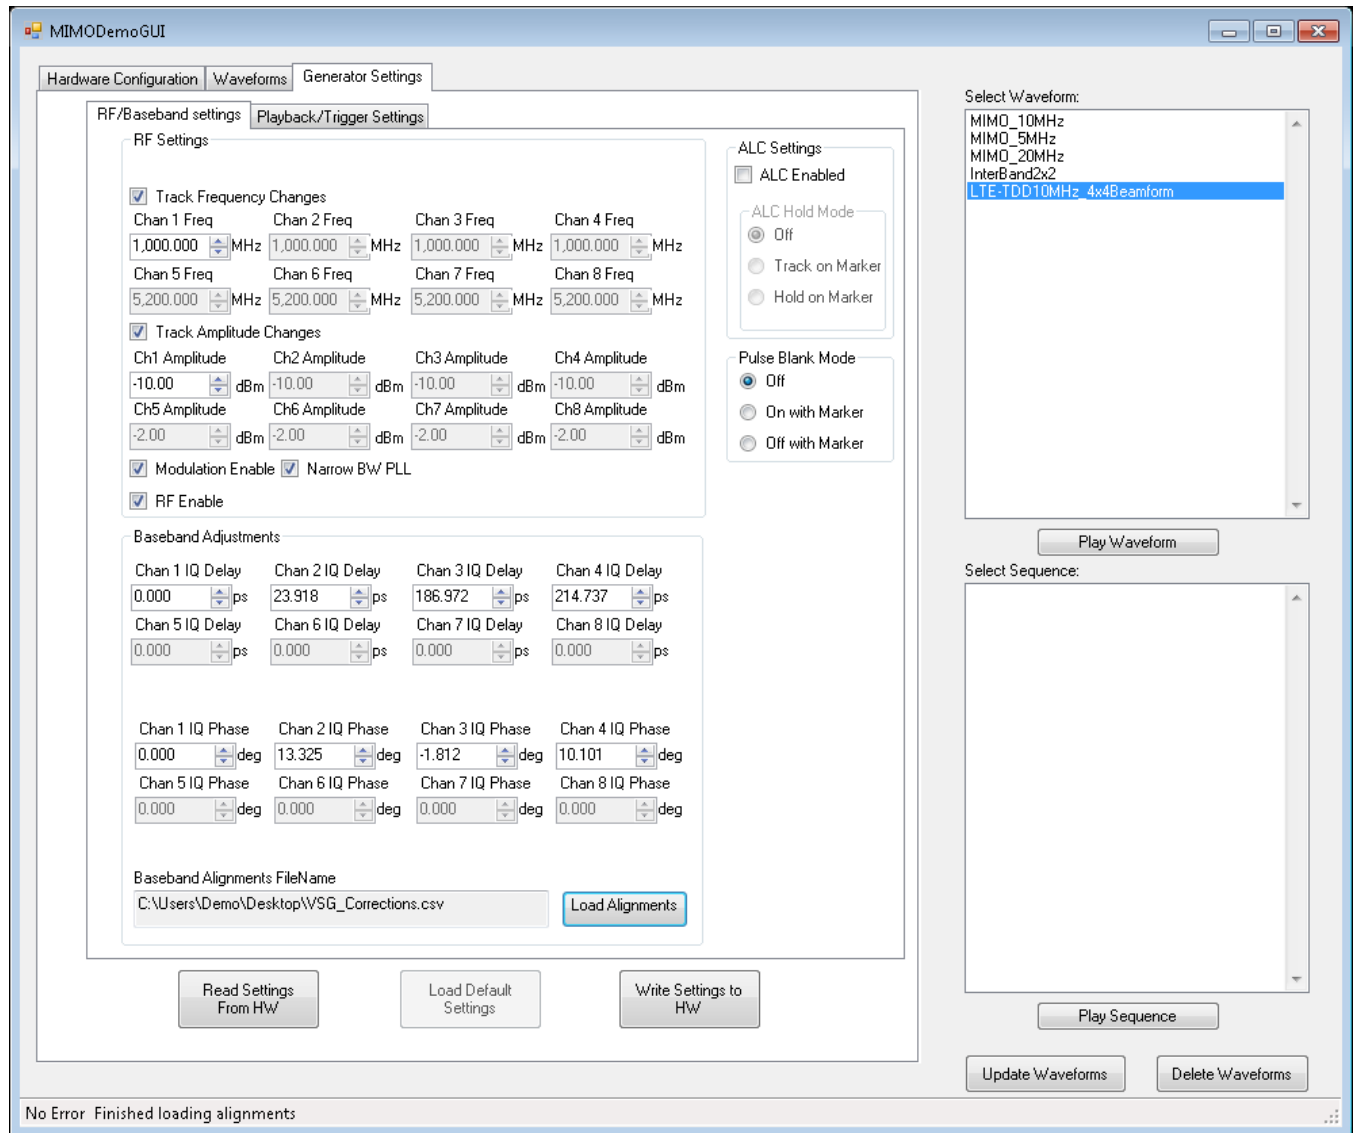 MIMODemoGUI
Hardware Configuration Waveforms Generator Settings
RF/Baseband settings Playback/Trigger Settings
RF Settings
Track Frequency Changes
Chan 1 Freq Chan 2 Freq Chan 3 Freq Chan 4 Freq
1,000.000 MHz 1,000.000 MHz 1,000.000 MHz 1,000.000 MHz
Chan 5 Freq Chan 6 Freq Chan 7 Freq Chan 8 Freq
5,200.000 MHz 5,200.000 MHz 5,200.000 MHz 5,200.000 MHz
Track Amplitude Changes
Ch1 Amplitude Ch2 Amplitude Ch3 Amplitude Ch4 Amplitude
-10.00 dBm -10.00 dBm -10.00 dBm -10.00 dBm
Ch5 Amplitude Ch6 Amplitude Ch7 Amplitude Ch8 Amplitude
-2.00 dBm -2.00 dBm -2.00 dBm -2.00 dBm
Modulation Enable Narrow BW PLL
RF Enable
ALC Settings
ALC Enabled
ALC Hold Mode
Off
Track on Marker
Hold on Marker
Pulse Blank Mode
Off
On with Marker
Off with Marker
Baseband Adjustments
Chan 1 IQ Delay Chan 2 IQ Delay Chan 3 IQ Delay Chan 4 IQ Delay
0.000 ps 23.918 ps 186.972 ps 214.737 ps
Chan 5 IQ Delay Chan 6 IQ Delay Chan 7 IQ Delay Chan 8 IQ Delay
0.000 ps 0.000 ps 0.000 ps 0.000 ps
Chan 1 IQ Phase Chan 2 IQ Phase Chan 3 IQ Phase Chan 4 IQ Phase
0.000 deg 13.325 deg -1.812 deg 10.101 deg
Chan 5 IQ Phase Chan 6 IQ Phase Chan 7 IQ Phase Chan 8 IQ Phase
0.000 deg 0.000 deg 0.000 deg 0.000 deg
Baseband Alignments FileName
C:\Users\Demo\Desktop\VSG_Corrections.csv Load Alignments
Read Settings
From HW
Load Default
Settings
Write Settings to
HW
Select Waveform:
MIMO_10MHz
MIMO_5MHz
MIMO_20MHz
InterBand2x2
LTE-TDD10MHz_4x4Beamform
Play Waveform
Select Sequence:
Play Sequence
Update Waveforms Delete Waveforms
No Error Finished loading alignments